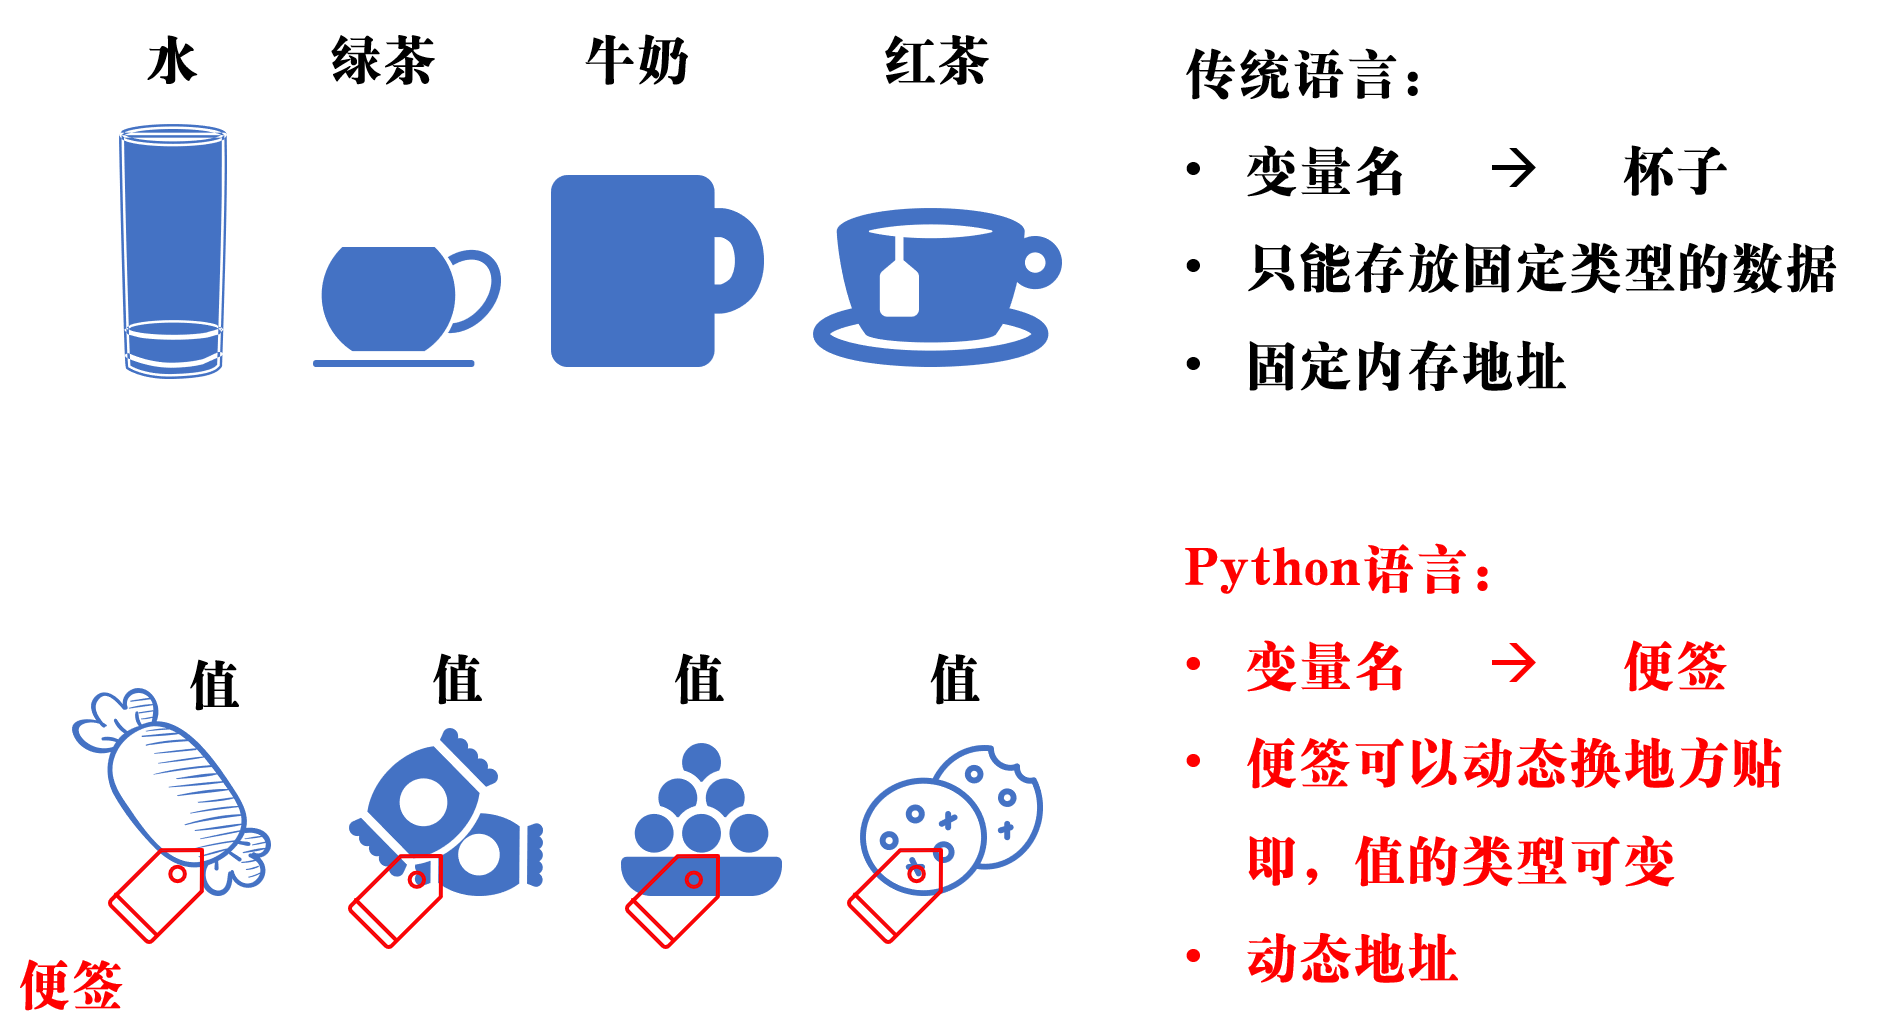 水 绿茶 牛奶 红茶
传统语言：
• 变量名 → 杯子
• 只能存放固定类型的数据
• 固定内存地址
Python语言：
• 变量名 → 便签
• 便签可以动态换地方贴
即，值的类型可变
• 动态地址
值 值 值 值
便签